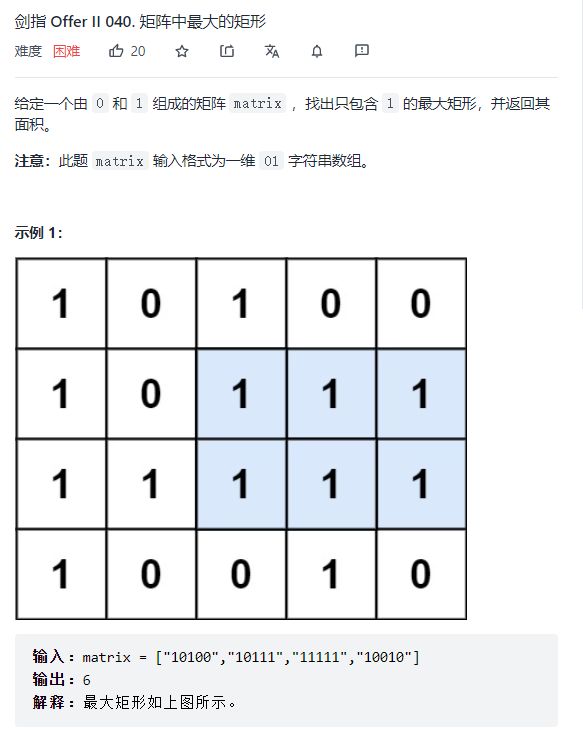 剑指 Offer II 040. 矩阵中最大的矩形
难度 困难 20
给定一个由 0 和 1 组成的矩阵 matrix ，找出只包含 1 的最大矩形，并返回其
面积。
注意：此题 matrix 输入格式为一维 01 字符串数组。
示例 1：
1 0 1 0 0
1 0 1 1 1
1 1 1 1 1
1 0 0 1 0
输入：matrix = ["10100","10111","11111","10010"]
输出：6
解释：最大矩形如上图所示。